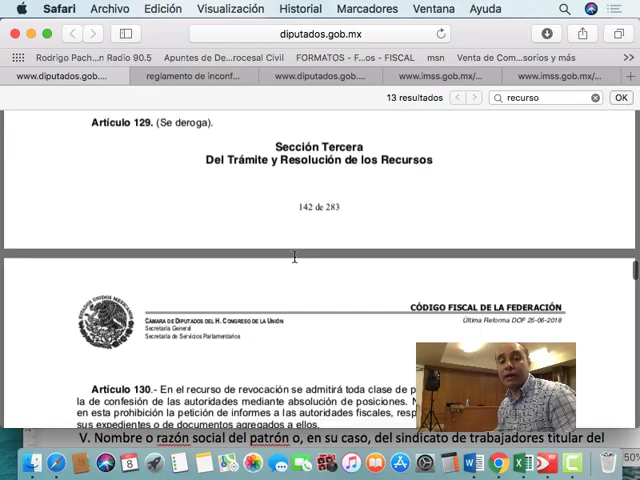 Safari Archivo Edición Visualización Historial Marcadores Ventana Ayuda
diputados.gob.mx
Rodrigo Pach...n Radio 90.5 Apuntes de De...rocesal Civil FORMATOS - F...os - FISCAL msn Venta de Com...sorios y más
www.diputados.gob.... reglamento de inconf... www.diputados.gob.... www.imss.gob.mx/... www.imss.gob.mx/...
13 resultados recurso OK
Artículo 129. (Se deroga).
Sección Tercera
Del Trámite y Resolución de los Recursos
142 de 283
CÓDIGO FISCAL DE LA FEDERACIÓN
CÁMARA DE DIPUTADOS DEL H. CONGRESO DE LA UNIÓN
Última Reforma DOF 25-06-2018
Secretaría General
Secretaría de Servicios Parlamentarios
Artículo 130.- En el recurso de revocación se admitirá toda clase de p
la de confesión de las autoridades mediante absolución de posiciones. N
en esta prohibición la petición de informes a las autoridades fiscales, resp
sus expedientes o de documentos agregados a ellos.
V. Nombre o razón social del patrón o, en su caso, del sindicato de trabajadores titular del
50%
8